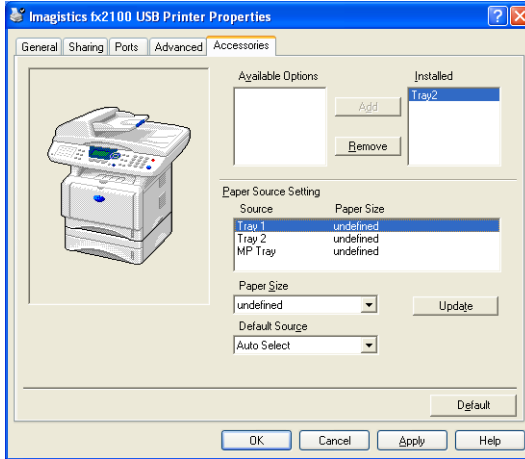 Imagistics fx2100 USB Printer Properties
General Sharing Ports Advanced Accessories
Available Options Installed
Tray2
Add
Remove
Paper Source Setting
Source Paper Size
Tray 1 undefined
Tray 2 undefined
MP Tray undefined
Paper Size
undefined Update
Default Source
Auto Select
Default
OK Cancel Apply Help